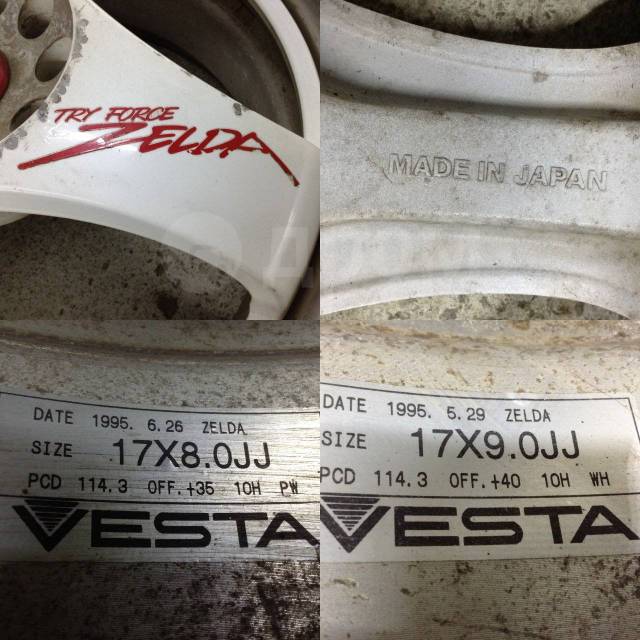 TRY FORCE
ZELDA
MADE IN JAPAN
DATE 1995. 6.26 ZELDA
SIZE 17X8.0JJ
PCD 114.3 OFF.+35 10H PW
VESTA
DATE 1995. 5.29 ZELDA
SIZE 17X9.0JJ
PCD 114.3 OFF.+40 10H WH
VESTA